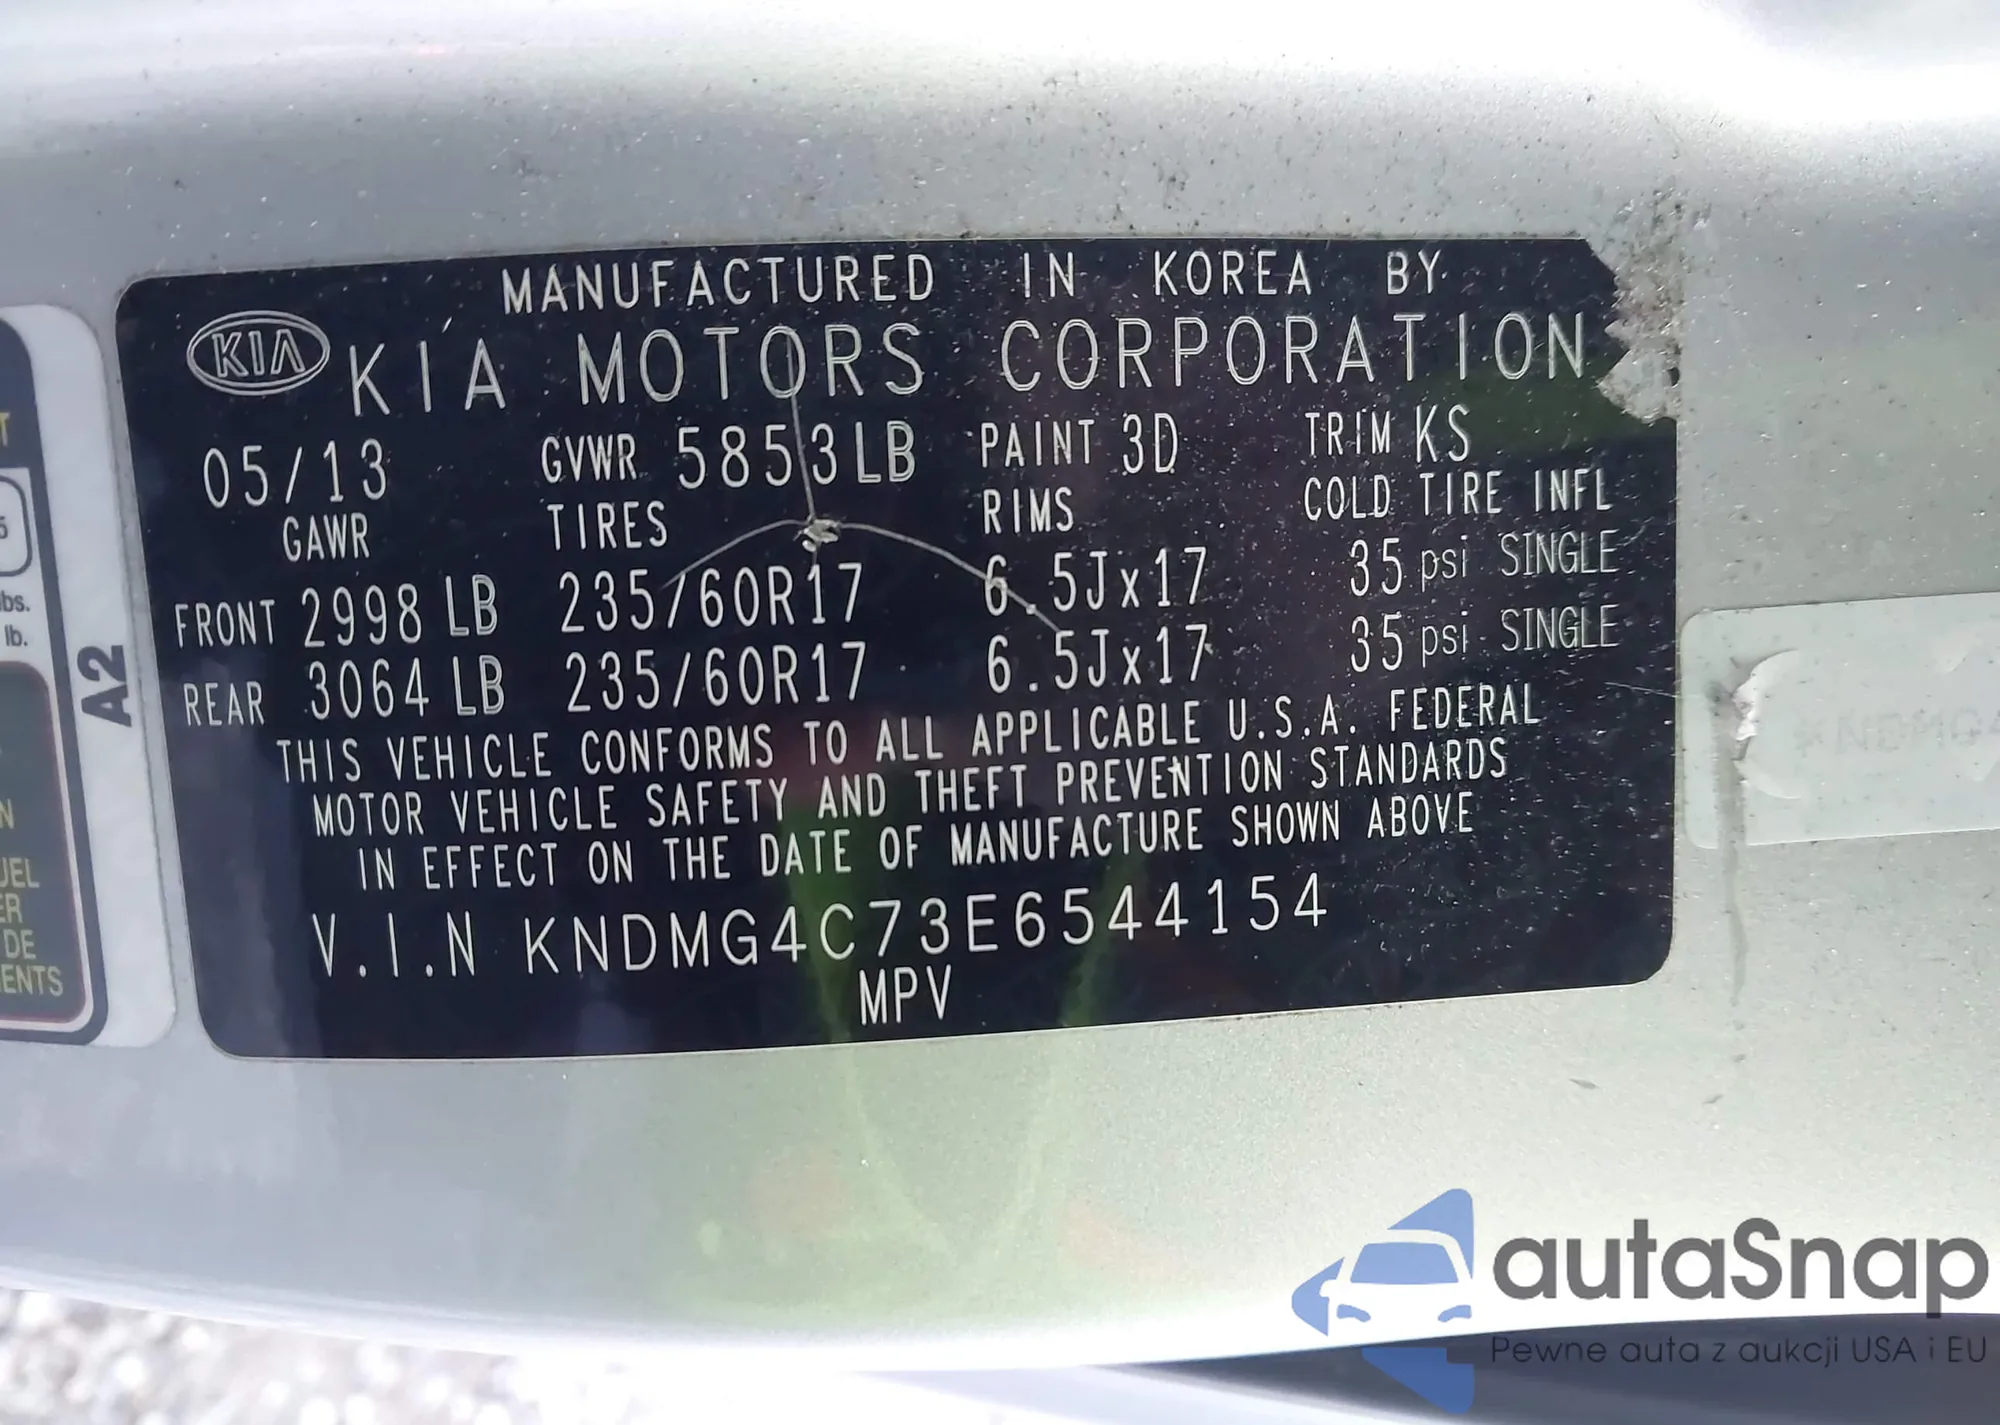 MANUFACTURED IN KOREA BY
KIA KIA MOTORS CORPORATION
05/13 GVWR 5853LB PAINT 3D TRIM KS
GAWR TIRES RIMS COLD TIRE INFL
FRONT 2998 LB 235/60R17 6.5Jx17 35 psi SINGLE
REAR 3064 LB 235/60R17 6.5Jx17 35 psi SINGLE
THIS VEHICLE CONFORMS TO ALL APPLICABLE U.S.A. FEDERAL
MOTOR VEHICLE SAFETY AND THEFT PREVENTION STANDARDS
IN EFFECT ON THE DATE OF MANUFACTURE SHOWN ABOVE
V.I.N KNDMG4C73E6544154
MPV
A2
lb.
DE
autaSnap
Pewne auta z aukcji USA i EU